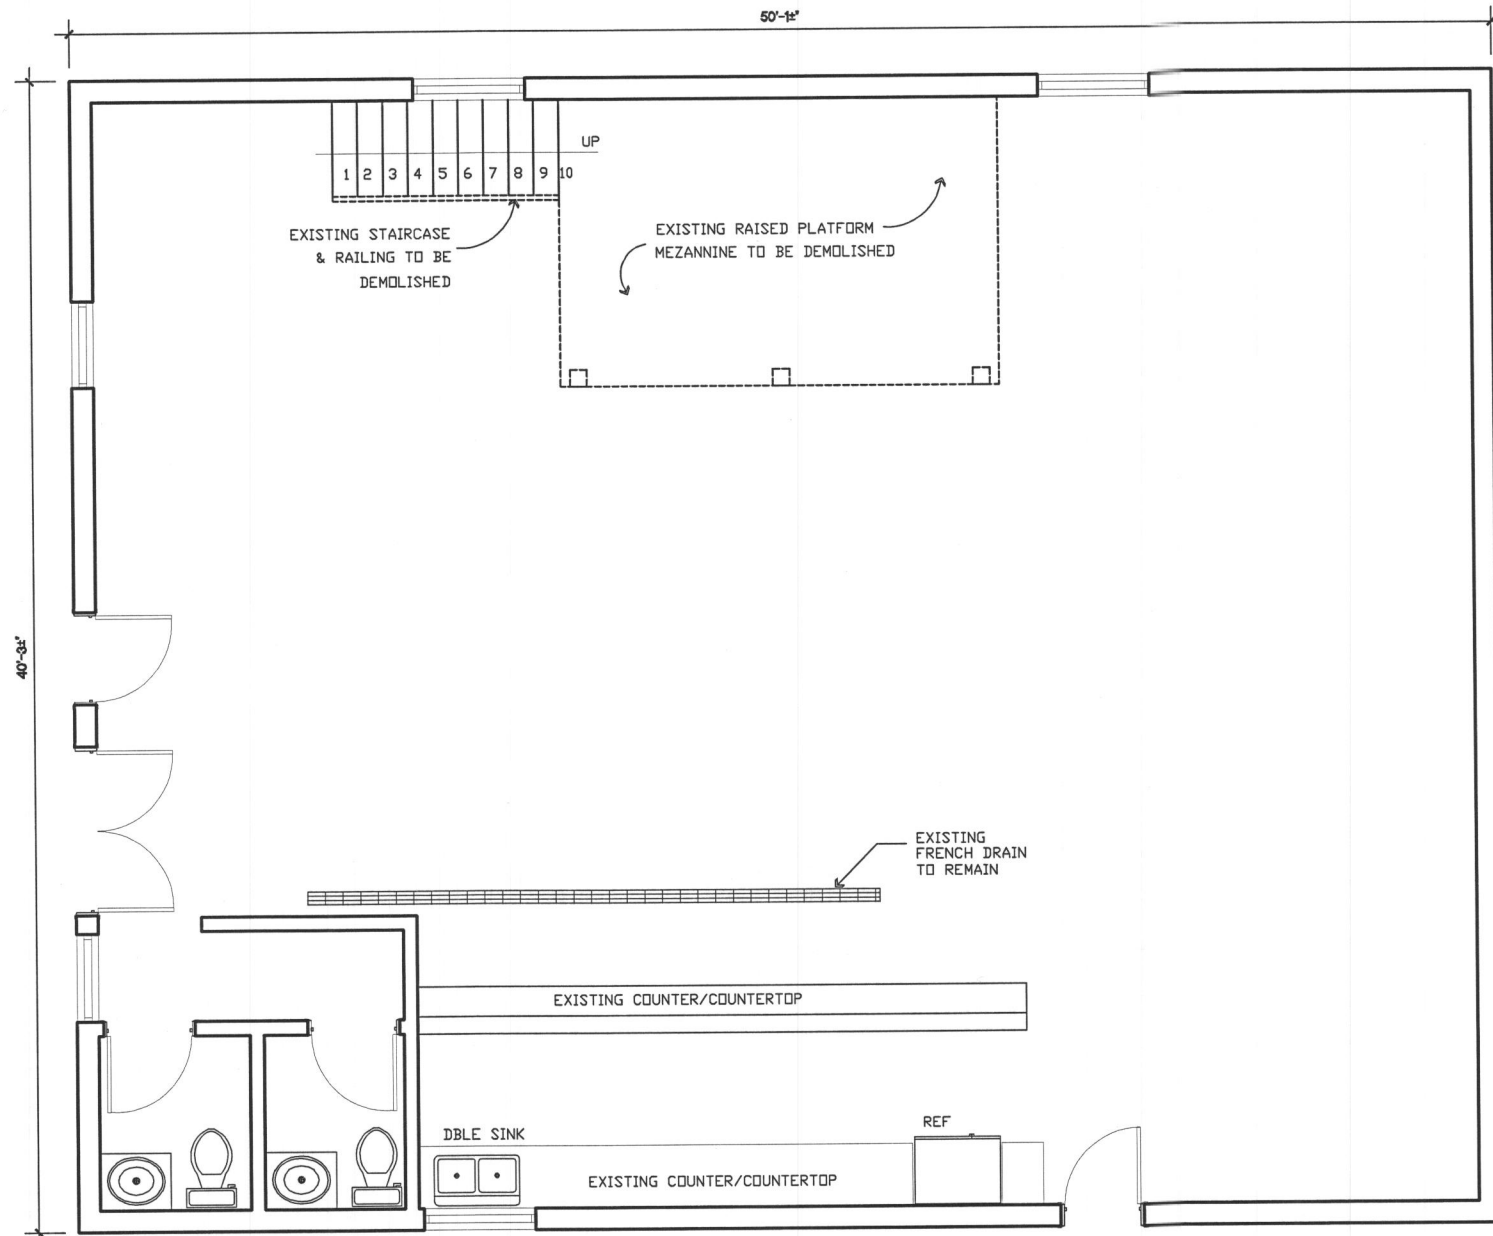 50'-1±"
UP
1 2 3 4 5 6 7 8 9 10
EXISTING STAIRCASE
& RAILING TO BE
DEMOLISHED
EXISTING RAISED PLATFORM
MEZANNINE TO BE DEMOLISHED
40'-3±"
EXISTING
FRENCH DRAIN
TO REMAIN
EXISTING COUNTER/COUNTERTOP
DBLE SINK
REF
EXISTING COUNTER/COUNTERTOP